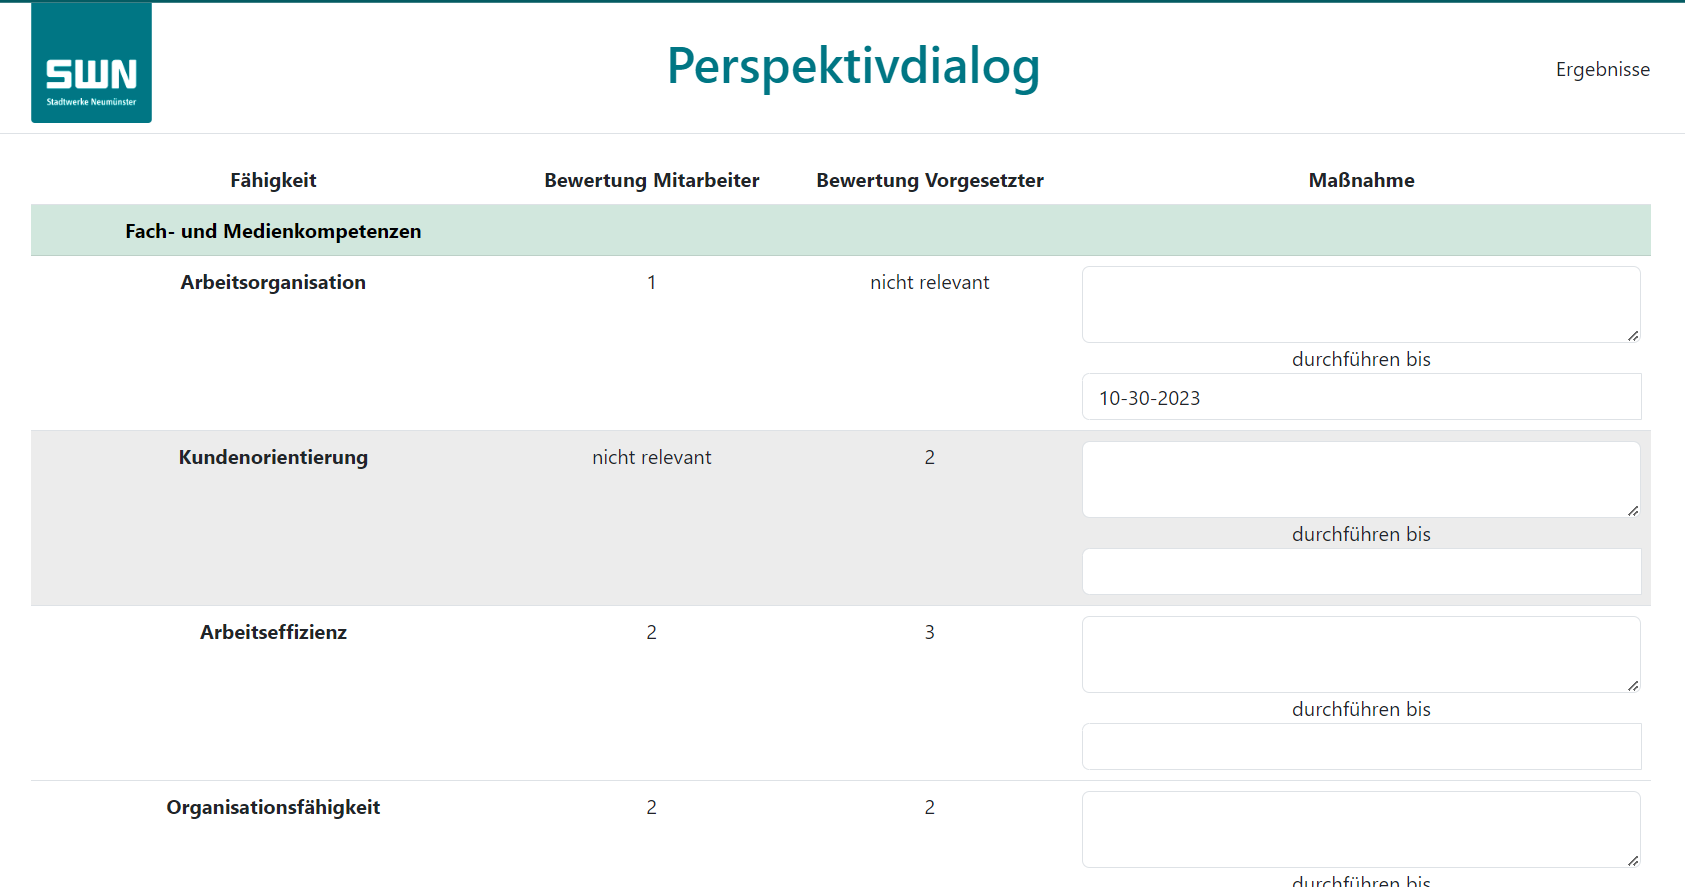 SWN
Stadtwerke Neumünster
Perspektivdialog
Ergebnisse
Fähigkeit Bewertung Mitarbeiter Bewertung Vorgesetzter Maßnahme
Fach- und Medienkompetenzen
Arbeitsorganisation 1 nicht relevant
durchführen bis
10-30-2023
Kundenorientierung nicht relevant 2
durchführen bis
Arbeitseffizienz 2 3
durchführen bis
Organisationsfähigkeit 2 2
durchführen bis